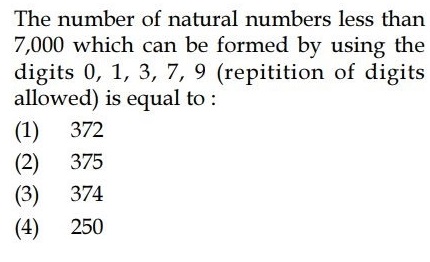 The number of natural numbers less than
7,000 which can be formed by using the
digits 0, 1, 3, 7, 9 (repitition of digits
allowed) is equal to :
(1) 372
(2) 375
(3) 374
(4) 250